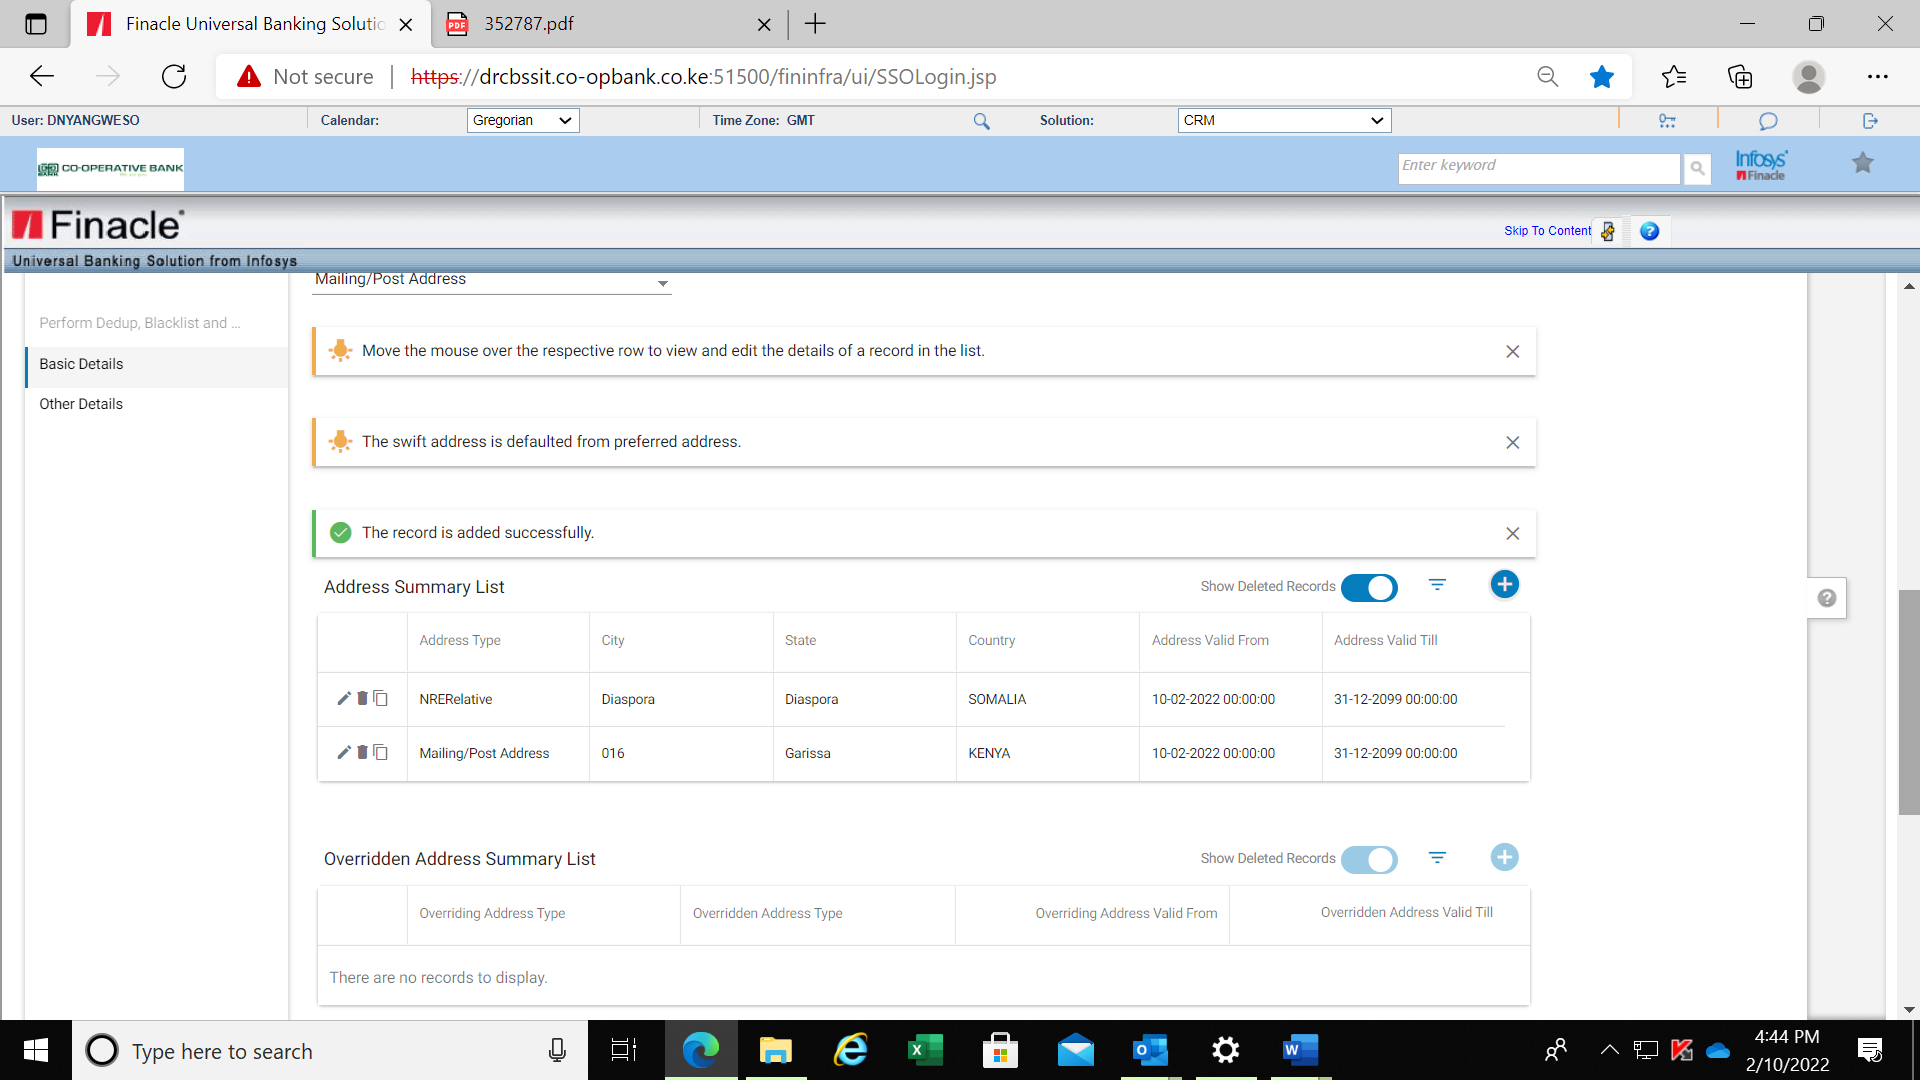 Finacle Universal Banking Solutio
352787.pdf
Not secure
https://drcbssit.co-opbank.co.ke:51500/fininfra/ui/SSOLogin.jsp
User: DNYANGWESO
Calendar:
Gregorian
Time Zone: GMT
Solution:
CRM
CO-OPERATIVE BANK
Enter keyword
Infosys
Finacle
Finacle
Skip To Content
Universal Banking Solution from Infosys
Mailing/Post Address
Perform Dedup, Blacklist and ...
Basic Details
Other Details
Move the mouse over the respective row to view and edit the details of a record in the list.
The swift address is defaulted from preferred address.
The record is added successfully.
Address Summary List
Show Deleted Records
Address Type City State Country Address Valid From Address Valid Till
NRERelative Diaspora Diaspora SOMALIA 10-02-2022 00:00:00 31-12-2099 00:00:00
Mailing/Post Address 016 Garissa KENYA 10-02-2022 00:00:00 31-12-2099 00:00:00
Overridden Address Summary List
Show Deleted Records
Overriding Address Type Overridden Address Type Overriding Address Valid From Overridden Address Valid Till
There are no records to display.
Type here to search
4:44 PM
2/10/2022